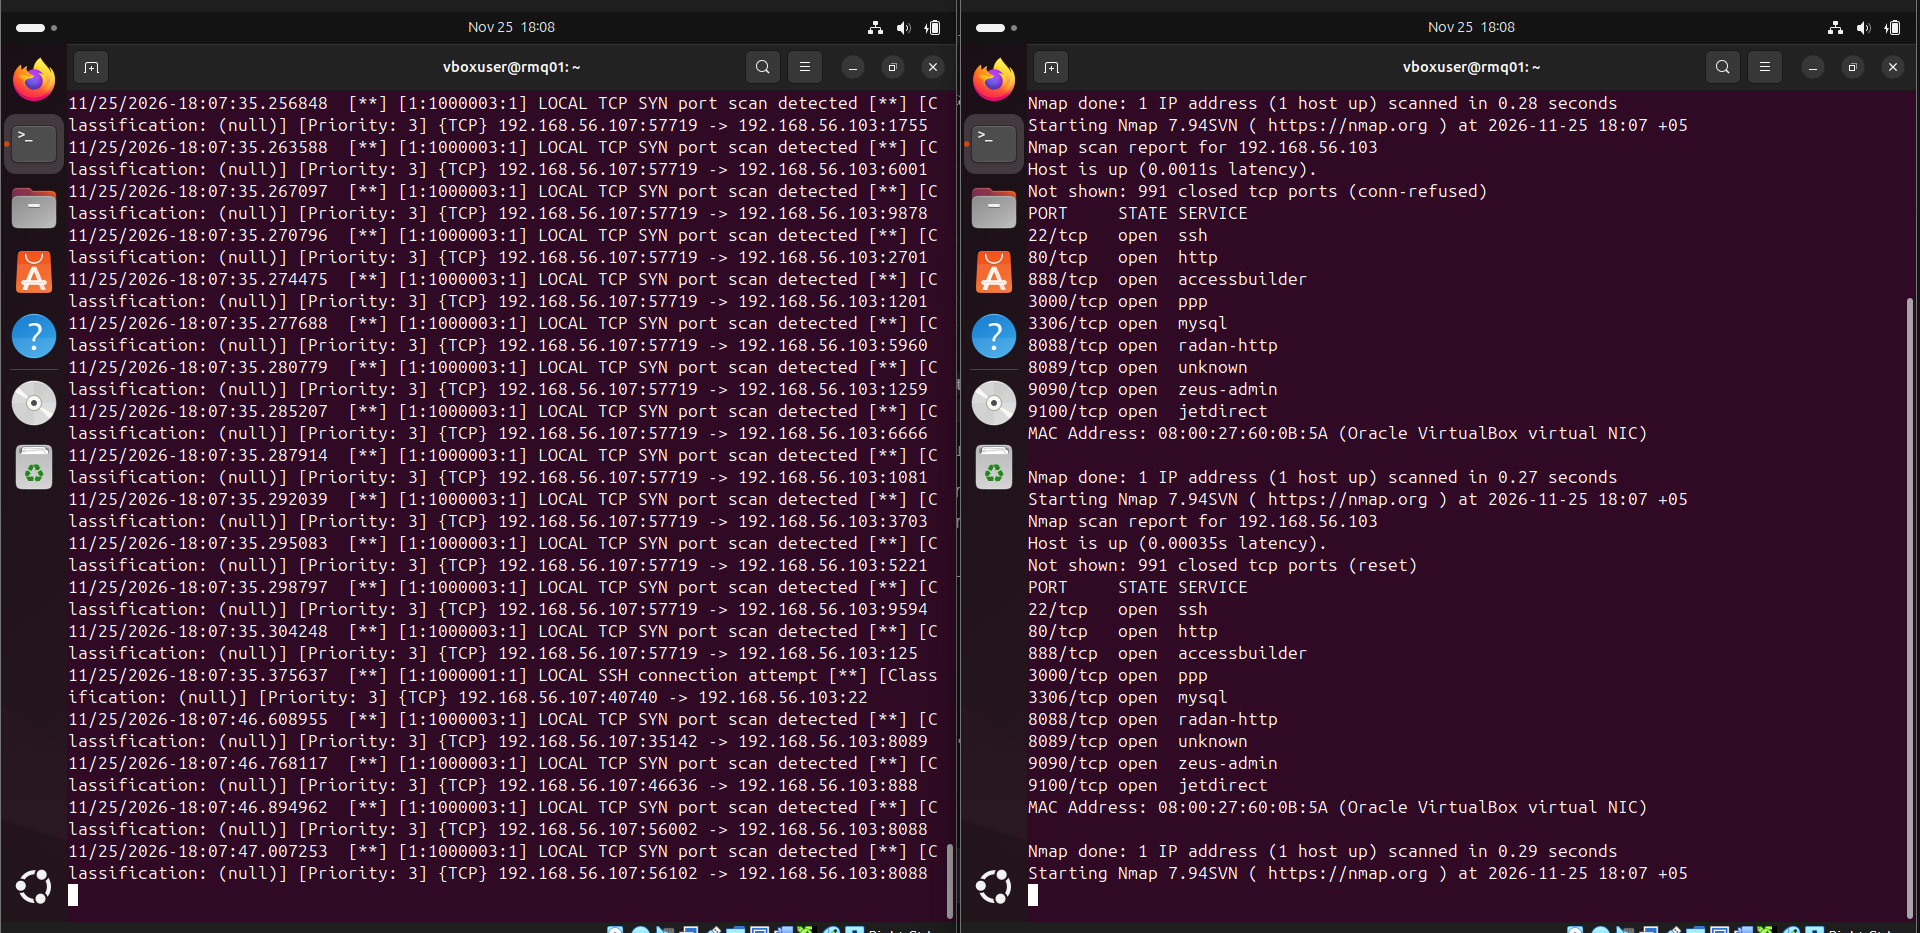 Nov 25 18:08
vboxuser@rmq01: ~
11/25/2026-18:07:35.256848  [**] [1:1000003:1] LOCAL TCP SYN port scan detected [**] [C
lassification: (null)] [Priority: 3] {TCP} 192.168.56.107:57719 -> 192.168.56.103:1755
11/25/2026-18:07:35.263588  [**] [1:1000003:1] LOCAL TCP SYN port scan detected [**] [C
lassification: (null)] [Priority: 3] {TCP} 192.168.56.107:57719 -> 192.168.56.103:6001
11/25/2026-18:07:35.267097  [**] [1:1000003:1] LOCAL TCP SYN port scan detected [**] [C
lassification: (null)] [Priority: 3] {TCP} 192.168.56.107:57719 -> 192.168.56.103:9878
11/25/2026-18:07:35.270796  [**] [1:1000003:1] LOCAL TCP SYN port scan detected [**] [C
lassification: (null)] [Priority: 3] {TCP} 192.168.56.107:57719 -> 192.168.56.103:2701
11/25/2026-18:07:35.274475  [**] [1:1000003:1] LOCAL TCP SYN port scan detected [**] [C
lassification: (null)] [Priority: 3] {TCP} 192.168.56.107:57719 -> 192.168.56.103:1201
11/25/2026-18:07:35.277688  [**] [1:1000003:1] LOCAL TCP SYN port scan detected [**] [C
lassification: (null)] [Priority: 3] {TCP} 192.168.56.107:57719 -> 192.168.56.103:5960
11/25/2026-18:07:35.280779  [**] [1:1000003:1] LOCAL TCP SYN port scan detected [**] [C
lassification: (null)] [Priority: 3] {TCP} 192.168.56.107:57719 -> 192.168.56.103:1259
11/25/2026-18:07:35.285207  [**] [1:1000003:1] LOCAL TCP SYN port scan detected [**] [C
lassification: (null)] [Priority: 3] {TCP} 192.168.56.107:57719 -> 192.168.56.103:6666
11/25/2026-18:07:35.287914  [**] [1:1000003:1] LOCAL TCP SYN port scan detected [**] [C
lassification: (null)] [Priority: 3] {TCP} 192.168.56.107:57719 -> 192.168.56.103:1081
11/25/2026-18:07:35.292039  [**] [1:1000003:1] LOCAL TCP SYN port scan detected [**] [C
lassification: (null)] [Priority: 3] {TCP} 192.168.56.107:57719 -> 192.168.56.103:3703
11/25/2026-18:07:35.295083  [**] [1:1000003:1] LOCAL TCP SYN port scan detected [**] [C
lassification: (null)] [Priority: 3] {TCP} 192.168.56.107:57719 -> 192.168.56.103:5221
11/25/2026-18:07:35.298797  [**] [1:1000003:1] LOCAL TCP SYN port scan detected [**] [C
lassification: (null)] [Priority: 3] {TCP} 192.168.56.107:57719 -> 192.168.56.103:9594
11/25/2026-18:07:35.304248  [**] [1:1000003:1] LOCAL TCP SYN port scan detected [**] [C
lassification: (null)] [Priority: 3] {TCP} 192.168.56.107:57719 -> 192.168.56.103:125
11/25/2026-18:07:35.375637  [**] [1:1000001:1] LOCAL SSH connection attempt [**] [Class
ification: (null)] [Priority: 3] {TCP} 192.168.56.107:40740 -> 192.168.56.103:22
11/25/2026-18:07:46.608955  [**] [1:1000003:1] LOCAL TCP SYN port scan detected [**] [C
lassification: (null)] [Priority: 3] {TCP} 192.168.56.107:35142 -> 192.168.56.103:8089
11/25/2026-18:07:46.768117  [**] [1:1000003:1] LOCAL TCP SYN port scan detected [**] [C
lassification: (null)] [Priority: 3] {TCP} 192.168.56.107:46636 -> 192.168.56.103:888
11/25/2026-18:07:46.894962  [**] [1:1000003:1] LOCAL TCP SYN port scan detected [**] [C
lassification: (null)] [Priority: 3] {TCP} 192.168.56.107:56002 -> 192.168.56.103:8088
11/25/2026-18:07:47.007253  [**] [1:1000003:1] LOCAL TCP SYN port scan detected [**] [C
lassification: (null)] [Priority: 3] {TCP} 192.168.56.107:56102 -> 192.168.56.103:8088
Nov 25 18:08
vboxuser@rmq01: ~
Nmap done: 1 IP address (1 host up) scanned in 0.28 seconds
Starting Nmap 7.94SVN ( https://nmap.org ) at 2026-11-25 18:07 +05
Nmap scan report for 192.168.56.103
Host is up (0.0011s latency).
Not shown: 991 closed tcp ports (conn-refused)
PORT     STATE SERVICE
22/tcp   open  ssh
80/tcp   open  http
888/tcp  open  accessbuilder
3000/tcp open  ppp
3306/tcp open  mysql
8088/tcp open  radan-http
8089/tcp open  unknown
9090/tcp open  zeus-admin
9100/tcp open  jetdirect
MAC Address: 08:00:27:60:0B:5A (Oracle VirtualBox virtual NIC)
Nmap done: 1 IP address (1 host up) scanned in 0.27 seconds
Starting Nmap 7.94SVN ( https://nmap.org ) at 2026-11-25 18:07 +05
Nmap scan report for 192.168.56.103
Host is up (0.00035s latency).
Not shown: 991 closed tcp ports (reset)
PORT     STATE SERVICE
22/tcp   open  ssh
80/tcp   open  http
888/tcp  open  accessbuilder
3000/tcp open  ppp
3306/tcp open  mysql
8088/tcp open  radan-http
8089/tcp open  unknown
9090/tcp open  zeus-admin
9100/tcp open  jetdirect
MAC Address: 08:00:27:60:0B:5A (Oracle VirtualBox virtual NIC)
Nmap done: 1 IP address (1 host up) scanned in 0.29 seconds
Starting Nmap 7.94SVN ( https://nmap.org ) at 2026-11-25 18:07 +05